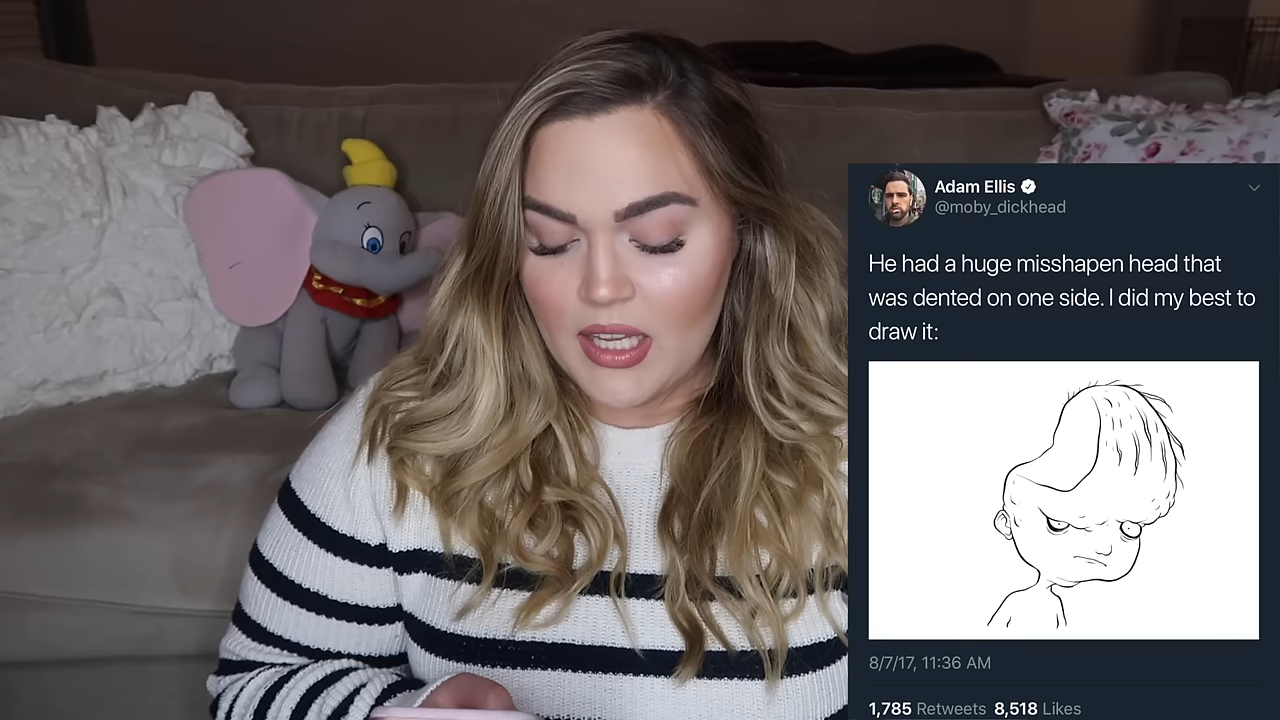 Adam Ellis
@moby_dickhead
He had a huge misshapen head that
was dented on one side. I did my best to
draw it:
8/7/17, 11:36 AM
1,785 Retweets 8,518 Likes